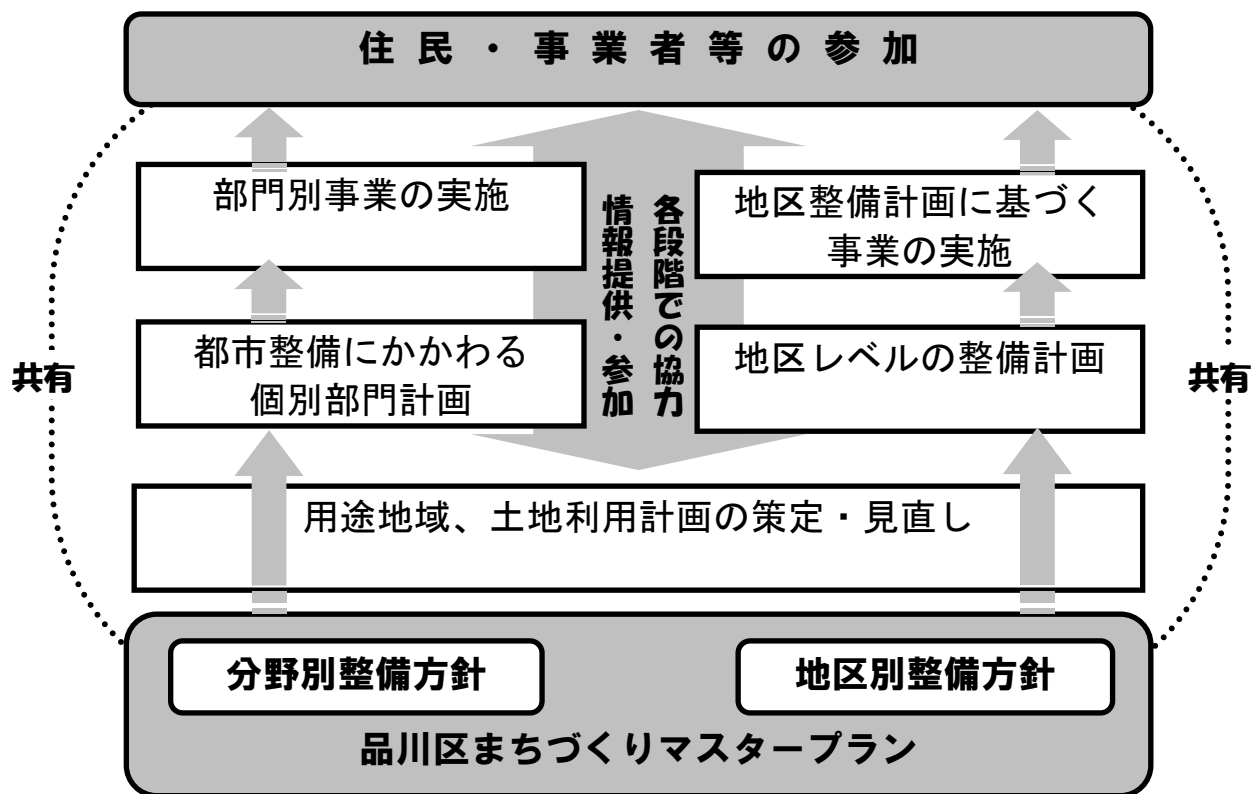 住民・事業者等の参加
部門別事業の実施
各段階での協力
情報提供・参加
地区整備計画に基づく
事業の実施
都市整備にかかわる
個別部門計画
地区レベルの整備計画
共有
共有
用途地域、土地利用計画の策定・見直し
分野別整備方針
地区別整備方針
品川区まちづくりマスタープラン